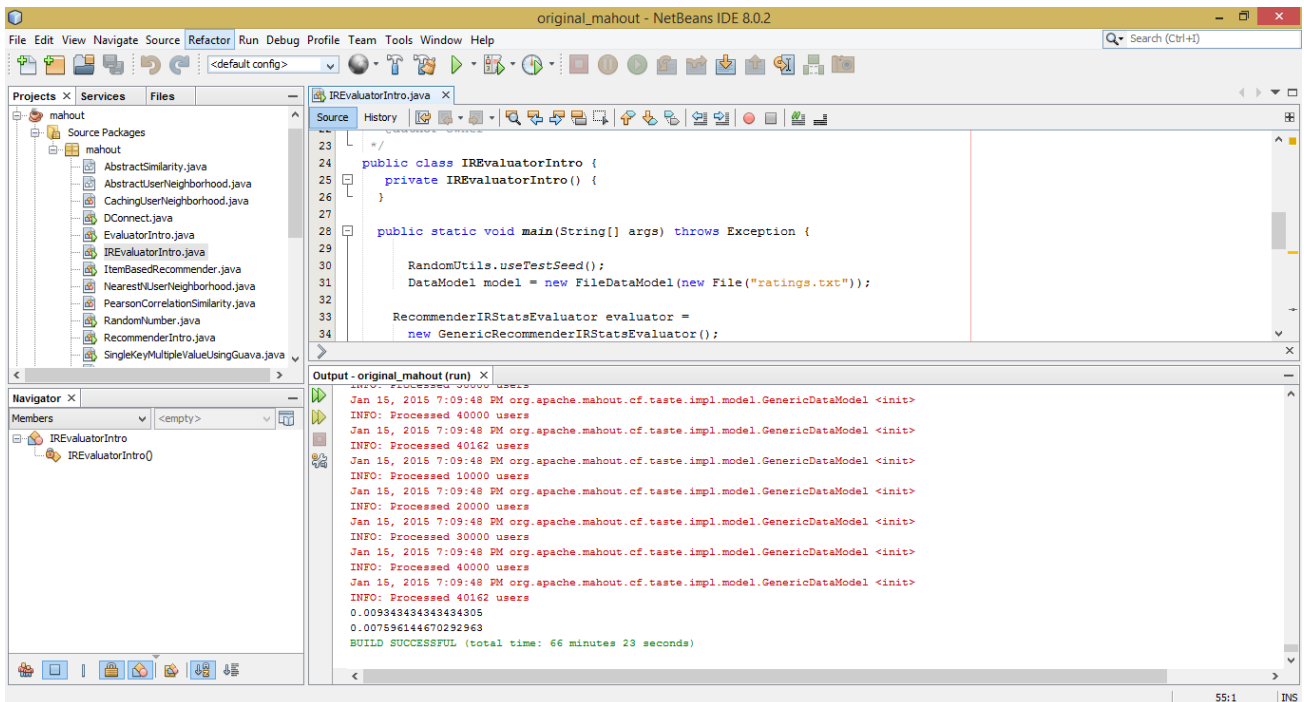 original_mahout - NetBeans IDE 8.0.2
File Edit View Navigate Source Refactor Run Debug Profile Team Tools Window Help
Search (Ctrl+I)
<default config>
Projects Services Files
mahout
Source Packages
mahout
AbstractSimilarity.java
AbstractUserNeighborhood.java
CachingUserNeighborhood.java
DConnect.java
EvaluatorIntro.java
IREvaluatorIntro.java
ItemBasedRecommender.java
NearestNUserNeighborhood.java
PearsonCorrelationSimilarity.java
RandomNumber.java
RecommenderIntro.java
SingleKeyMultipleValueUsingGuava.java
Navigator
Members <empty>
IREvaluatorIntro
IREvaluatorIntro()
IREvaluatorIntro.java
Source History
22 @author owner
23 */
24 public class IREvaluatorIntro {
25 private IREvaluatorIntro() {
26 }
27
28 public static void main(String[] args) throws Exception {
29
30 RandomUtils.useTestSeed();
31 DataModel model = new FileDataModel(new File("ratings.txt"));
32
33 RecommenderIRStatsEvaluator evaluator =
34 new GenericRecommenderIRStatsEvaluator();
Output - original_mahout (run)
INFO: Processed 30000 users
Jan 15, 2015 7:09:48 PM org.apache.mahout.cf.taste.impl.model.GenericDataModel <init>
INFO: Processed 40000 users
Jan 15, 2015 7:09:48 PM org.apache.mahout.cf.taste.impl.model.GenericDataModel <init>
INFO: Processed 40162 users
Jan 15, 2015 7:09:48 PM org.apache.mahout.cf.taste.impl.model.GenericDataModel <init>
INFO: Processed 10000 users
Jan 15, 2015 7:09:48 PM org.apache.mahout.cf.taste.impl.model.GenericDataModel <init>
INFO: Processed 20000 users
Jan 15, 2015 7:09:48 PM org.apache.mahout.cf.taste.impl.model.GenericDataModel <init>
INFO: Processed 30000 users
Jan 15, 2015 7:09:48 PM org.apache.mahout.cf.taste.impl.model.GenericDataModel <init>
INFO: Processed 40000 users
Jan 15, 2015 7:09:48 PM org.apache.mahout.cf.taste.impl.model.GenericDataModel <init>
INFO: Processed 40162 users
0.009343434343434305
0.007596144670292963
BUILD SUCCESSFUL (total time: 66 minutes 23 seconds)
55:1 INS